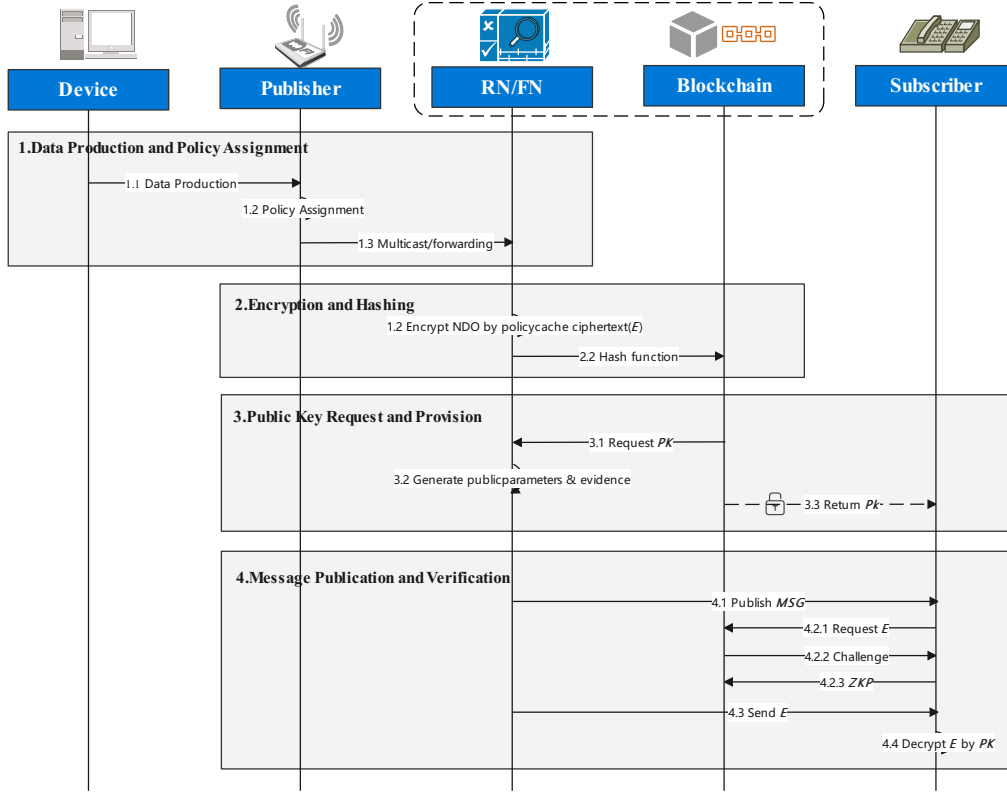 Device
Publisher
RN/FN
Blockchain
Subscriber
1.Data Production and Policy Assignment
1.1 Data Production
1.2 Policy Assignment
1.3 Multicast/forwarding
2.Encryption and Hashing
1.2 Encrypt NDO by policycache ciphertext(E)
2.2 Hash function
3.Public Key Request and Provision
3.1 Request PK
3.2 Generate publicparameters & evidence
3.3 Return Pk
4.Message Publication and Verification
4.1 Publish MSG
4.2.1 Request E
4.2.2 Challenge
4.2.3 ZKP
4.3 Send E
4.4 Decrypt E by PK